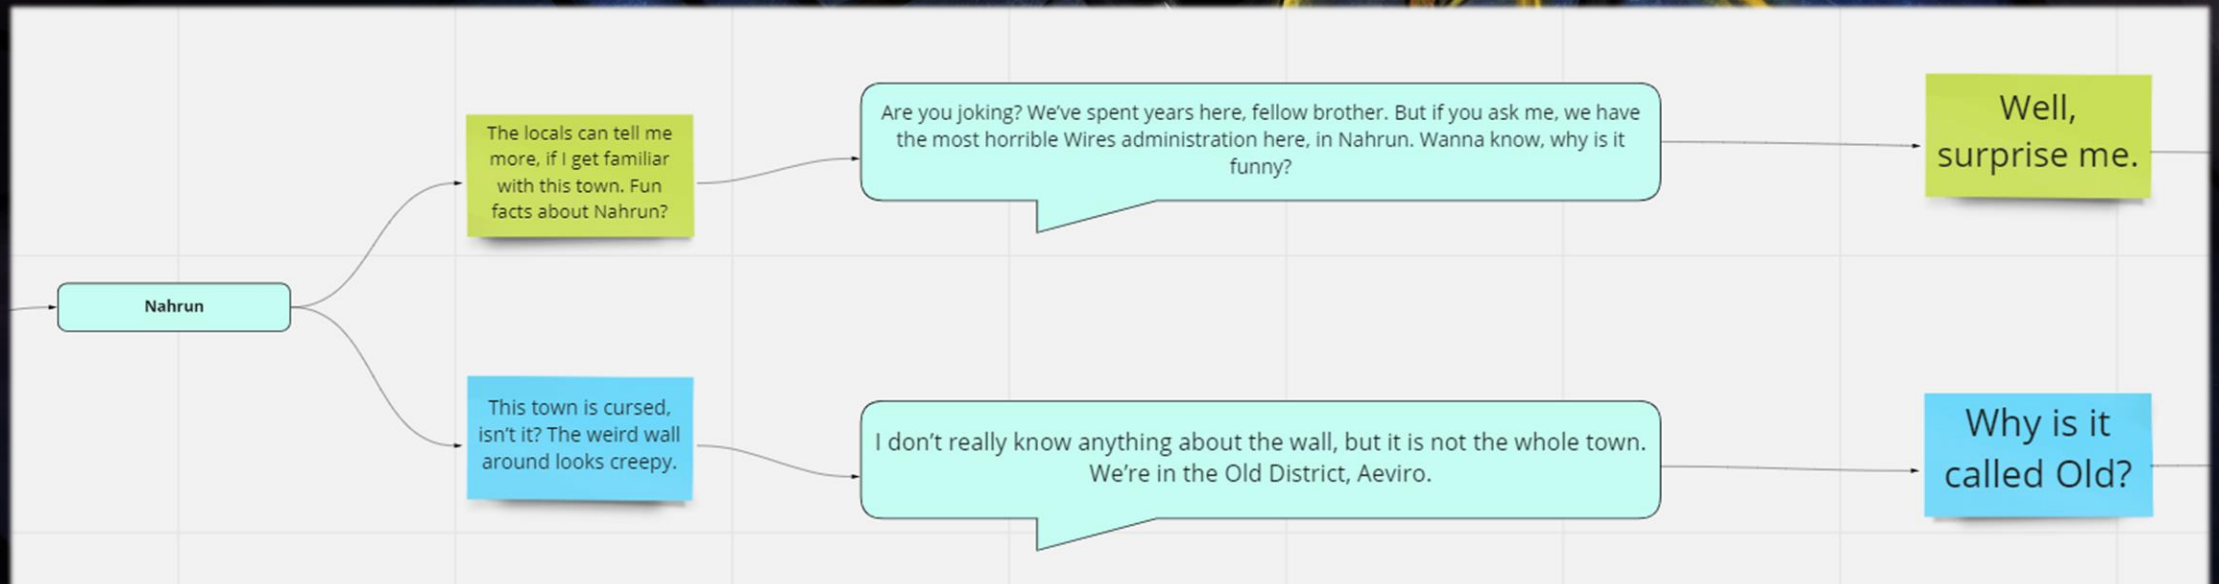 Nahrun
The locals can tell me
more, if I get familiar
with this town. Fun
facts about Nahrun?
Are you joking? We’ve spent years here, fellow brother. But if you ask me, we have
the most horrible Wires administration here, in Nahrun. Wanna know, why is it
funny?
Well,
surprise me.
This town is cursed,
isn’t it? The weird wall
around looks creepy.
I don’t really know anything about the wall, but it is not the whole town.
We’re in the Old District, Aeviro.
Why is it
called Old?